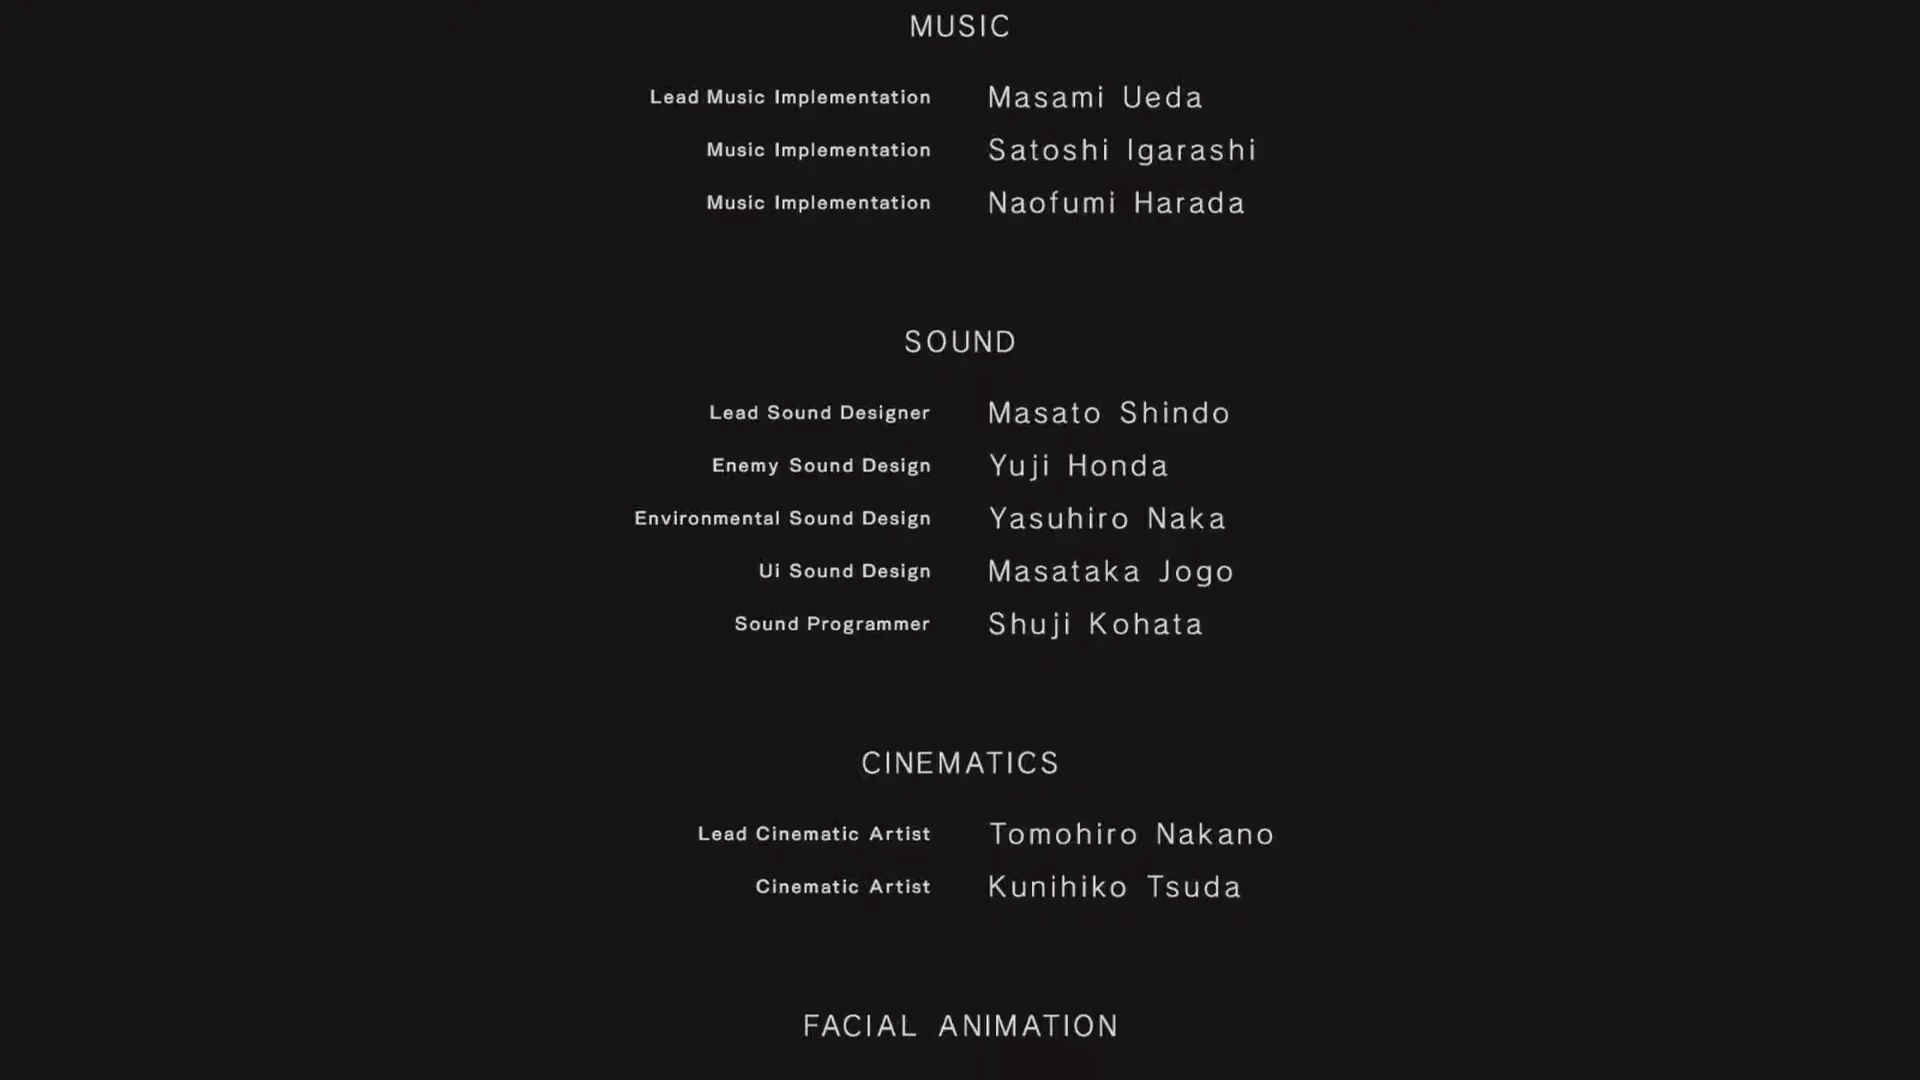 MUSIC
Lead Music Implementation Masami Ueda
Music Implementation Satoshi Igarashi
Music Implementation Naofumi Harada
SOUND
Lead Sound Designer Masato Shindo
Enemy Sound Design Yuji Honda
Environmental Sound Design Yasuhiro Naka
Ui Sound Design Masataka Jogo
Sound Programmer Shuji Kohata
CINEMATICS
Lead Cinematic Artist Tomohiro Nakano
Cinematic Artist Kunihiko Tsuda
FACIAL ANIMATION